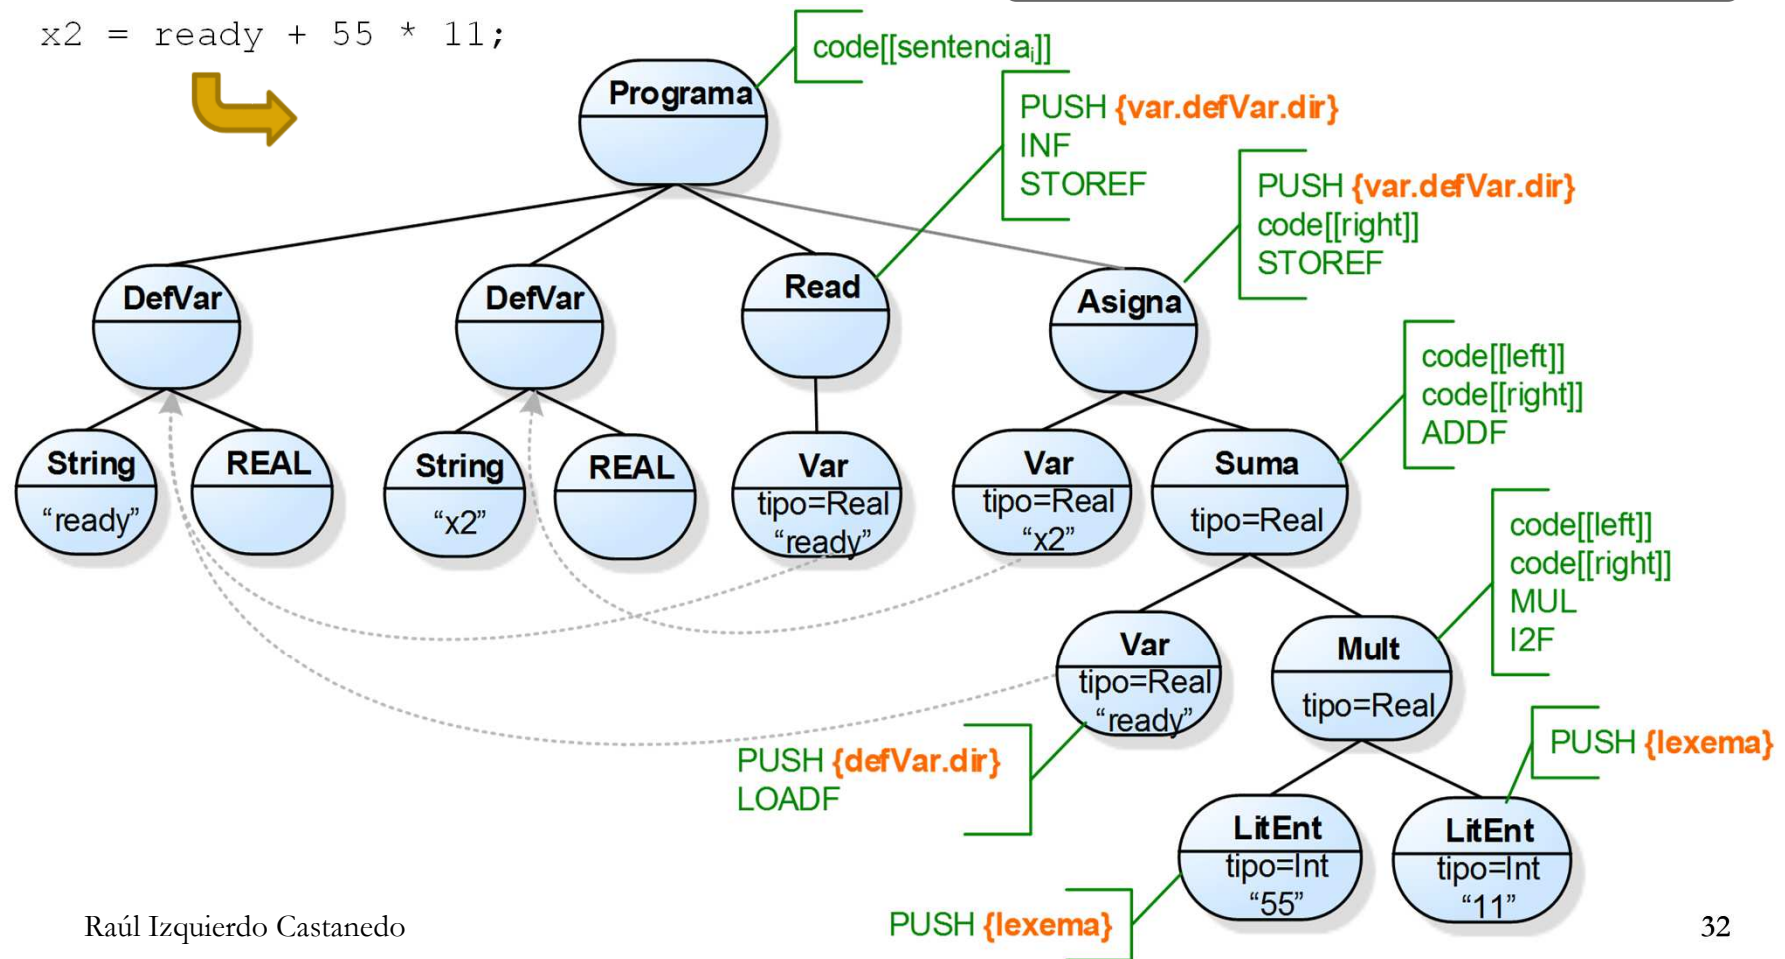 x2 = ready + 55 * 11;
code[[sentenciaᵢ]]
Programa
PUSH {var.defVar.dir}
INF
STOREF
PUSH {var.defVar.dir}
code[[right]]
STOREF
DefVar
DefVar
Read
Asigna
code[[left]]
code[[right]]
ADDF
String
“ready”
REAL
String
“x2”
REAL
Var
tipo=Real
“ready”
Var
tipo=Real
“x2”
Suma
tipo=Real
code[[left]]
code[[right]]
MUL
I2F
Var
tipo=Real
“ready”
Mult
tipo=Real
PUSH {defVar.dir}
LOADF
PUSH {lexema}
LitEnt
tipo=Int
“55”
LitEnt
tipo=Int
“11”
PUSH {lexema}
Raúl Izquierdo Castanedo
32